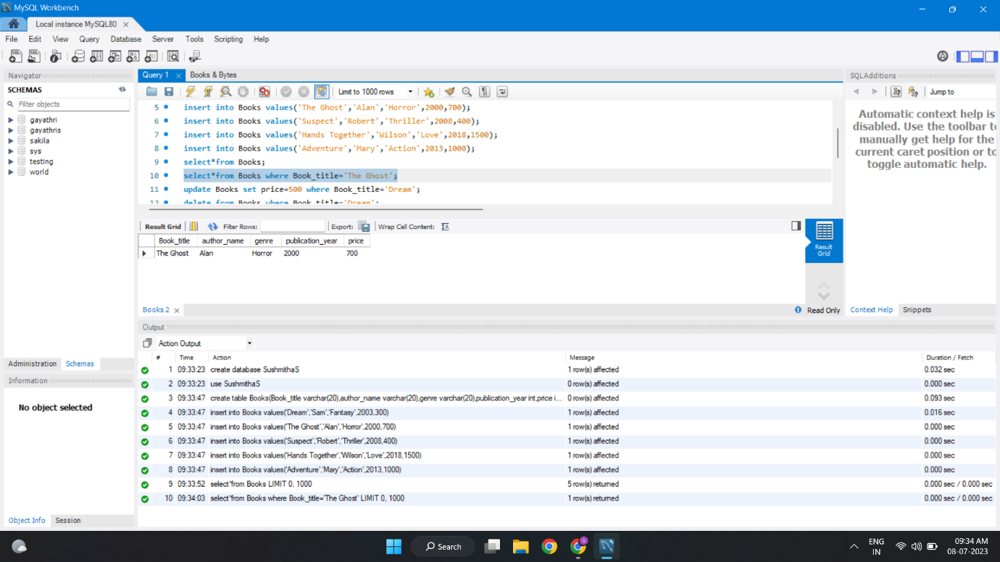 MySQL Workbench
Local instance MySQL80
File Edit View Query Database Server Tools Scripting Help
Navigator
SCHEMAS
Filter objects
gayathri
gayathris
sakila
sys
testing
world
Administration Schemas
Information
No object selected
Object Info Session
Query 1 Books & Bytes
Limit to 1000 rows
5 insert into Books values('The Ghost','Alan','Horror',2000,700);
6 insert into Books values('Suspect','Robert','Thriller',2008,400);
7 insert into Books values('Hands Together','Wilson','Love',2018,1500);
8 insert into Books values('Adventure','Mary','Action',2013,1000);
9 select*from Books;
10 select*from Books where Book_title='The Ghost';
11 update Books set price=500 where Book_title='Dream';
12 delete from Books where Book_title='Dream';
Result Grid Filter Rows: Export: Wrap Cell Content:
Book_title author_name genre publication_year price
The Ghost Alan Horror 2000 700
Result
Grid
Books 2 Read Only
SQLAdditions
Jump to
Automatic context help is
disabled. Use the toolbar to
manually get help for the
current caret position or to
toggle automatic help.
Context Help Snippets
Output
Action Output
# Time Action Message Duration / Fetch
1 09:33:23 create database SushmithaS 1 row(s) affected 0.032 sec
2 09:33:23 use SushmithaS 0 row(s) affected 0.000 sec
3 09:33:47 create table Books(Book_title varchar(20),author_name varchar(20),genre varchar(20),publication_year int,price i... 0 row(s) affected 0.093 sec
4 09:33:47 insert into Books values('Dream','Sam','Fantasy',2003,300) 1 row(s) affected 0.016 sec
5 09:33:47 insert into Books values('The Ghost','Alan','Horror',2000,700) 1 row(s) affected 0.000 sec
6 09:33:47 insert into Books values('Suspect','Robert','Thriller',2008,400) 1 row(s) affected 0.000 sec
7 09:33:47 insert into Books values('Hands Together','Wilson','Love',2018,1500) 1 row(s) affected 0.000 sec
8 09:33:47 insert into Books values('Adventure','Mary','Action',2013,1000) 1 row(s) affected 0.000 sec
9 09:33:52 select*from Books LIMIT 0, 1000 5 row(s) returned 0.000 sec / 0.000 sec
10 09:34:03 select*from Books where Book_title='The Ghost' LIMIT 0, 1000 1 row(s) returned 0.000 sec / 0.000 sec
Search
ENG
IN
09:34 AM
08-07-2023